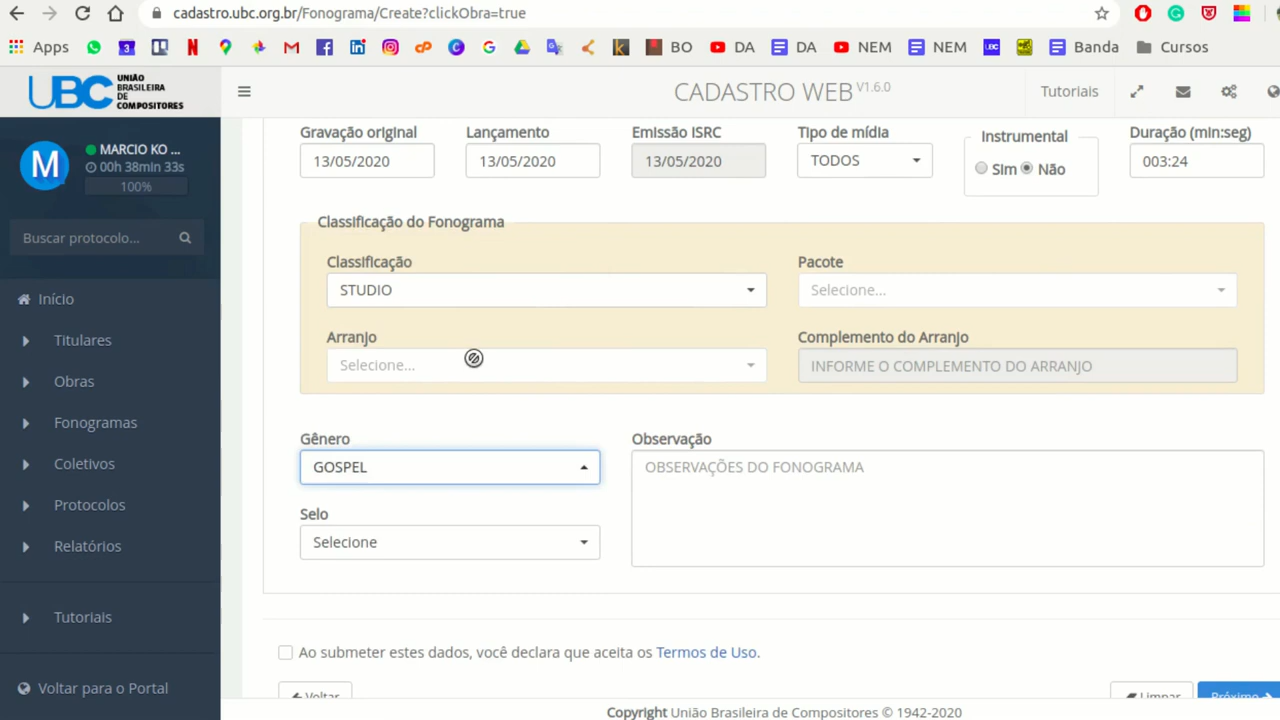 cadastro.ubc.org.br/Fonograma/Create?clickObra=true
Apps BO DA DA NEM NEM Banda Cursos
UBC UNIÃO BRASILEIRA DE COMPOSITORES
CADASTRO WEB V1.6.0
Tutoriais
M
MARCIO KO ...
00h 38min 33s
100%
Buscar protocolo...
Início
Titulares
Obras
Fonogramas
Coletivos
Protocolos
Relatórios
Tutoriais
Voltar para o Portal
Gravação original Lançamento Emissão ISRC Tipo de mídia Instrumental Duração (min:seg)
13/05/2020 13/05/2020 13/05/2020 TODOS Sim Não 003:24
Classificação do Fonograma
Classificação Pacote
STUDIO Selecione...
Arranjo Complemento do Arranjo
Selecione... INFORME O COMPLEMENTO DO ARRANJO
Gênero Observação
GOSPEL OBSERVAÇÕES DO FONOGRAMA
Selo
Selecione
Ao submeter estes dados, você declara que aceita os Termos de Uso.
Voltar Limpar Próximo
Copyright União Brasileira de Compositores © 1942-2020